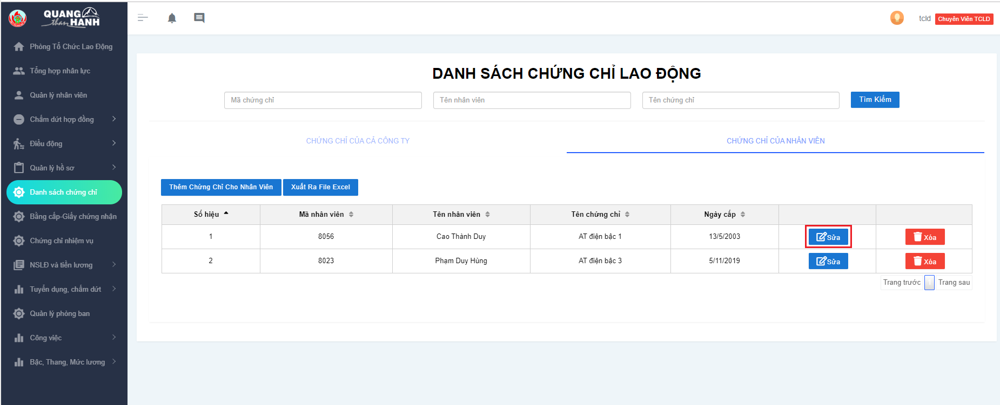 QUANG
than HANH
tcld Chuyên Viên TCLD
Phòng Tổ Chức Lao Động
Tổng hợp nhân lực
Quản lý nhân viên
Chấm dứt hợp đồng
Điều động
Quản lý hồ sơ
Danh sách chứng chỉ
Bằng cấp-Giấy chứng nhận
Chứng chỉ nhiệm vụ
NSLĐ và tiền lương
Tuyển dụng, chấm dứt
Quản lý phòng ban
Công việc
Bậc, Thang, Mức lương
DANH SÁCH CHỨNG CHỈ LAO ĐỘNG
Mã chứng chỉ Tên nhân viên Tên chứng chỉ Tìm Kiếm
CHỨNG CHỈ CỦA CẢ CÔNG TY CHỨNG CHỈ CỦA NHÂN VIÊN
Thêm Chứng Chỉ Cho Nhân Viên Xuất Ra File Excel
Số hiệu Mã nhân viên Tên nhân viên Tên chứng chỉ Ngày cấp
1 8056 Cao Thành Duy AT điện bậc 1 13/5/2003 Sửa Xóa
2 8023 Phạm Duy Hùng AT điện bậc 3 5/11/2019 Sửa Xóa
Trang trước 1 Trang sau